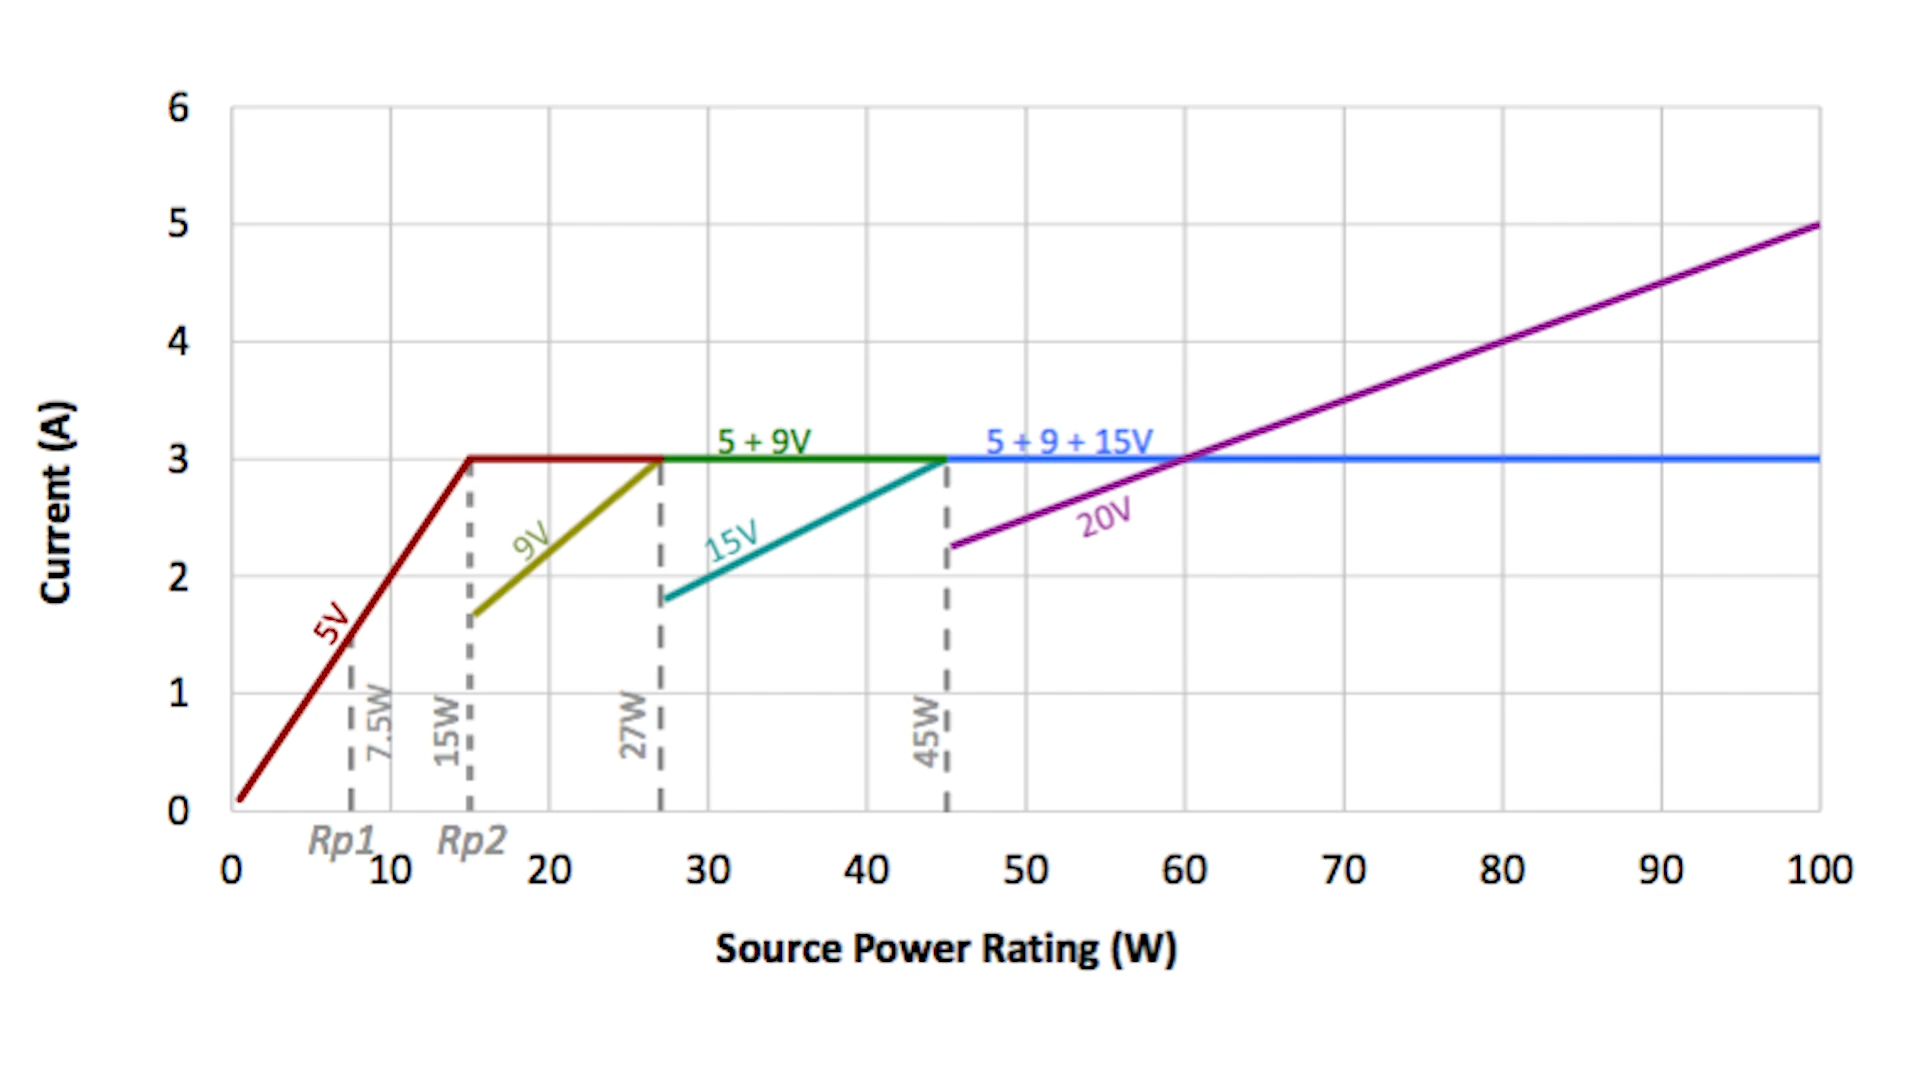 6
5
4
3
2
1
0
Current (A)
5 + 9V
5 + 9 + 15V
9V
15V
20V
5V
7.5W
15W
27W
45W
Rp1
Rp2
0 10 20 30 40 50 60 70 80 90 100
Source Power Rating (W)